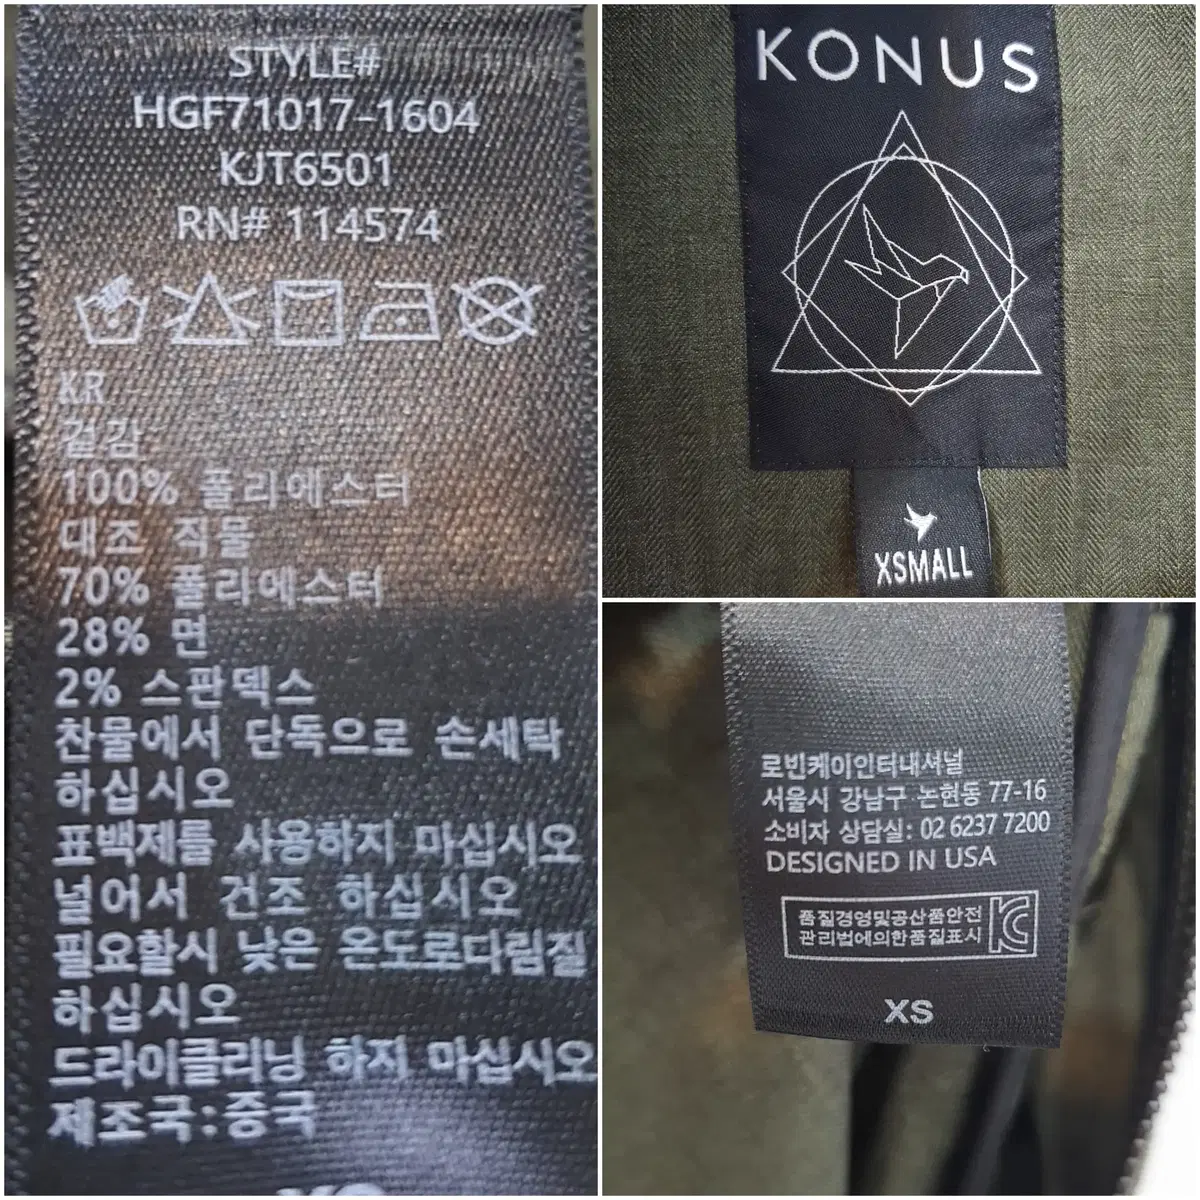 STYLE#
HGF71017-1604
KJT6501
RN# 114574
KR
겉감
100% 폴리에스터
대조 직물
70% 폴리에스터
28% 면
2% 스판덱스
찬물에서 단독으로 손세탁
하십시오
표백제를 사용하지 마십시오
널어서 건조 하십시오
필요할시 낮은 온도로다림질
하십시오
드라이클리닝 하지 마십시오
제조국:중국
KONUS
XSMALL
로빈케이인터내셔널
서울시 강남구 논현동 77-16
소비자 상담실: 02 6237 7200
DESIGNED IN USA
품질경영및공산품안전
관리법에의한품질표시
KC
XS